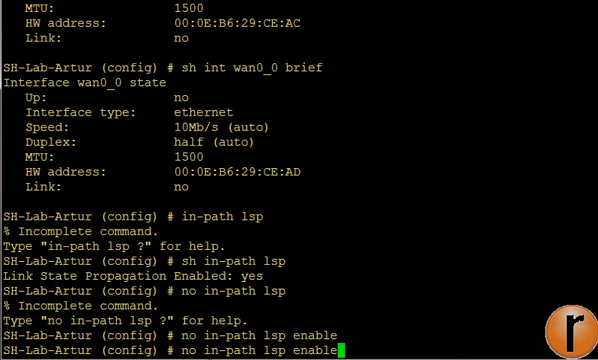 MTU: 1500
HW address: 00:0E:B6:29:CE:AC
Link: no
SH-Lab-Artur (config) # sh int wan0_0 brief
Interface wan0_0 state
Up: no
Interface type: ethernet
Speed: 10Mb/s (auto)
Duplex: half (auto)
MTU: 1500
HW address: 00:0E:B6:29:CE:AD
Link: no
SH-Lab-Artur (config) # in-path lsp
% Incomplete command.
Type "in-path lsp ?" for help.
SH-Lab-Artur (config) # sh in-path lsp
Link State Propagation Enabled: yes
SH-Lab-Artur (config) # no in-path lsp
% Incomplete command.
Type "no in-path lsp ?" for help.
SH-Lab-Artur (config) # no in-path lsp enable
SH-Lab-Artur (config) # no in-path lsp enable
r